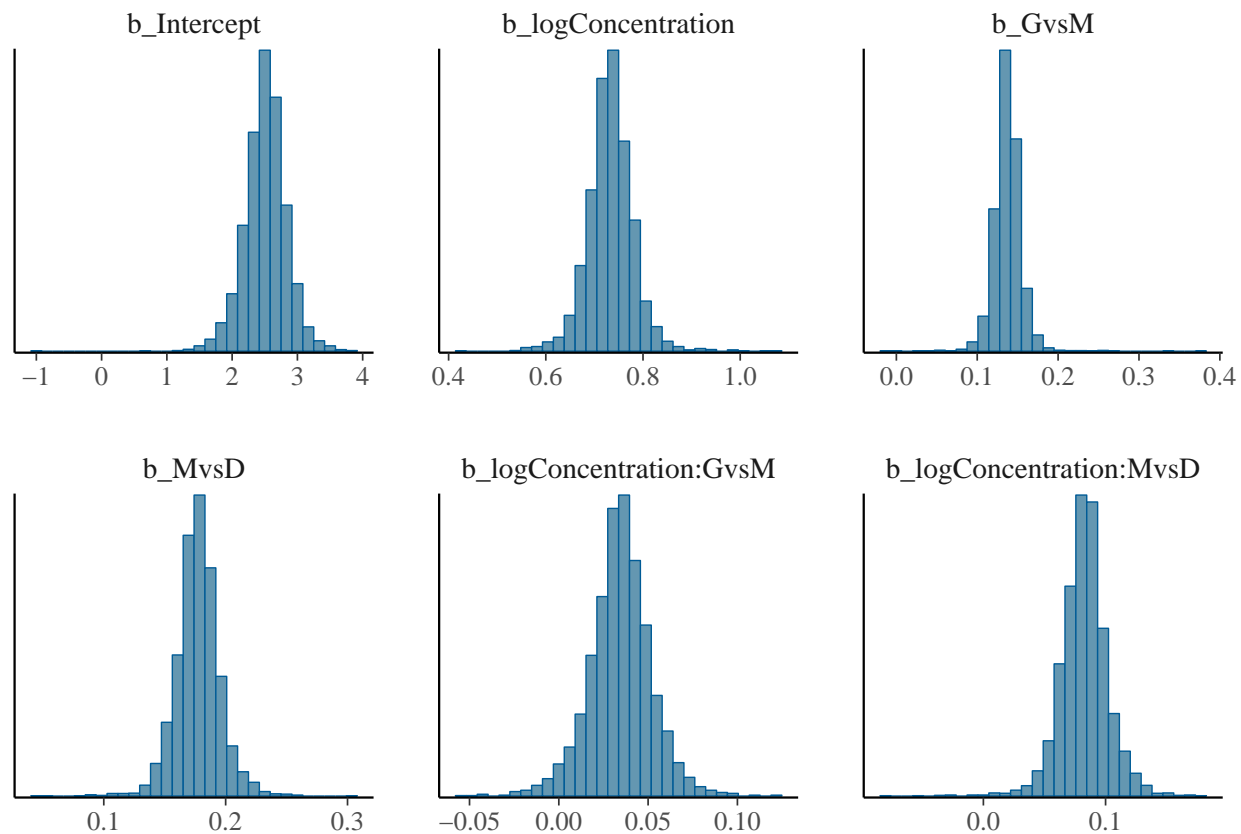 b_Intercept b_logConcentration b_GvsM
−1 0 1 2 3 4 0.4 0.6 0.8 1.0 0.0 0.1 0.2 0.3 0.4
b_MvsD b_logConcentration:GvsM b_logConcentration:MvsD
0.1 0.2 0.3 −0.05 0.00 0.05 0.10 0.0 0.1